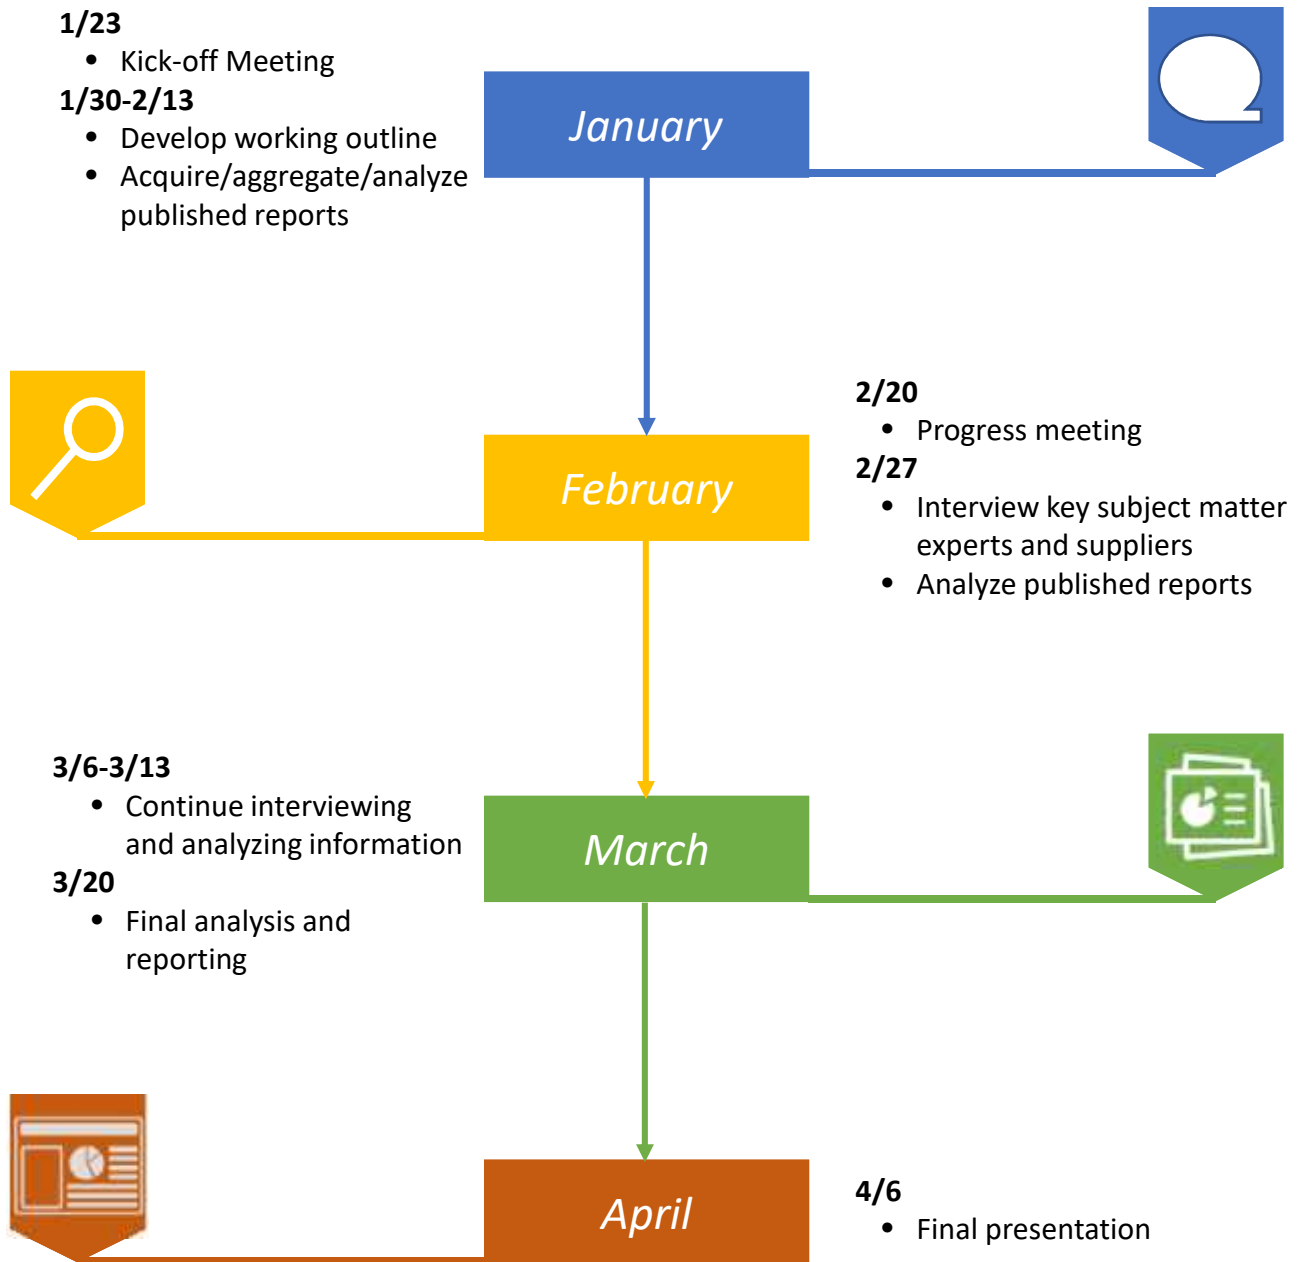 1/23
• Kick-off Meeting
1/30-2/13
• Develop working outline
• Acquire/aggregate/analyze
published reports
January
February
2/20
• Progress meeting
2/27
• Interview key subject matter
experts and suppliers
• Analyze published reports
3/6-3/13
• Continue interviewing
and analyzing information
3/20
• Final analysis and
reporting
March
April
4/6
• Final presentation